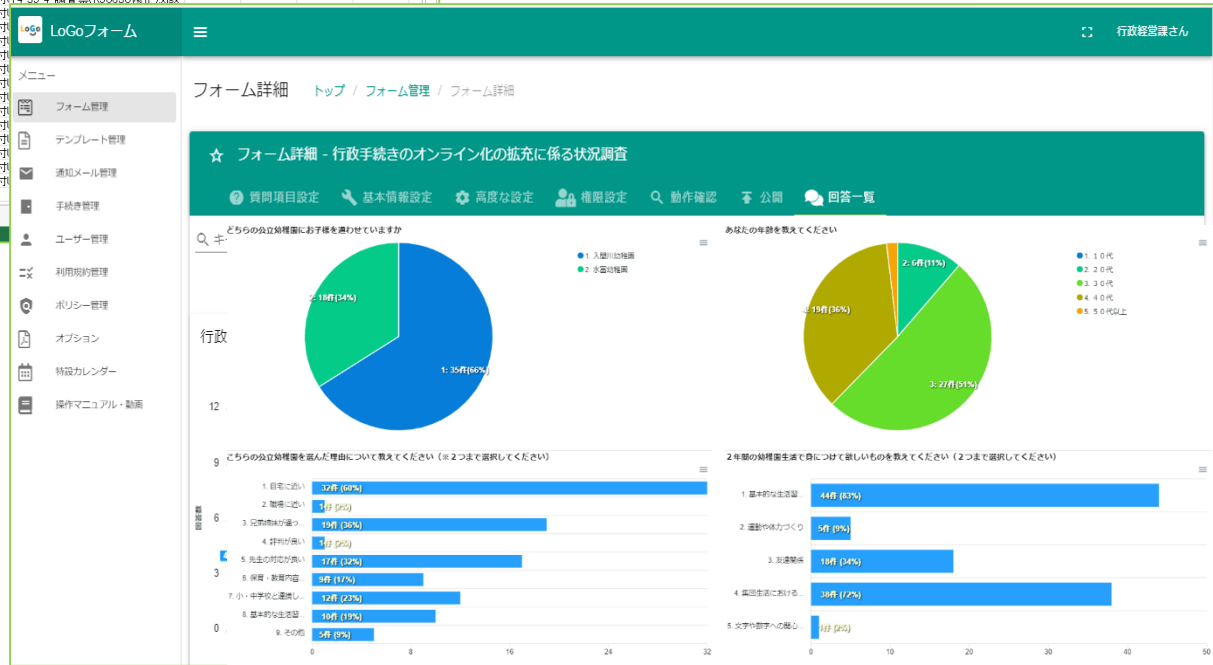 LoGo LoGoフォーム
行政経営課さん
メニュー
フォーム管理
テンプレート管理
通知メール管理
手続き管理
ユーザー管理
利用規約管理
ポリシー管理
オプション
特設カレンダー
操作マニュアル・動画
フォーム詳細 トップ / フォーム管理 / フォーム詳細
フォーム詳細 - 行政手続きのオンライン化の拡充に係る状況調査
質問項目設定 基本情報設定 高度な設定 権限設定 動作確認 公開 回答一覧
キー
行政
12
9
6
3
0
回答数
どちらの公立幼稚園にお子様を通わせていますか
1. 入間川幼稚園
2. 水富幼稚園
2: 18件(34%)
1: 35件(66%)
あなたの年齢を教えてください
1. １０代
2. ２０代
3. ３０代
4. ４０代
5. ５０代以上
2: 6件(11%)
4: 19件(36%)
3: 27件(51%)
こちらの公立幼稚園を選んだ理由について教えてください（※２つまで選択してください）
1. 自宅に近い 32件 (60%)
2. 職場に近い 1件 (2%)
3. 兄弟姉妹が通っ... 19件 (36%)
4. 評判が良い 1件 (2%)
5. 先生の対応が良い 17件 (32%)
6. 保育・教育内容... 9件 (17%)
7. 小・中学校と連携し... 12件 (23%)
8. 基本的な生活習... 10件 (19%)
9. その他 5件 (9%)
0 8 16 24 32
２年間の幼稚園生活で身につけて欲しいものを教えてください（２つまで選択してください）
1. 基本的な生活習... 44件 (83%)
2. 運動や体力づくり 5件 (9%)
3. 友達関係 18件 (34%)
4. 集団生活における... 38件 (72%)
5. 文字や数字への関心... 1件 (2%)
0 10 20 30 40 50